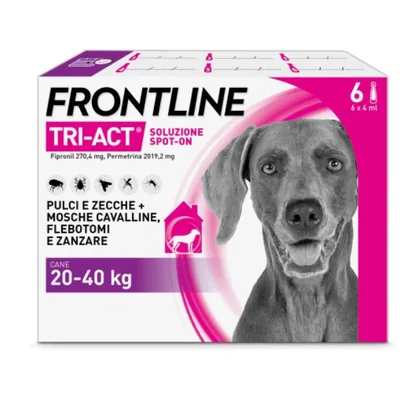 FRONTLINE
TRI-ACT® SOLUZIONE SPOT-ON
Fipronil 270,4 mg, Permetrina 2019,2 mg
PULCI E ZECCHE +
MOSCHE CAVALLINE,
FLEBOTOMI
E ZANZARE
CANE
20-40 kg
6
6 x 4 ml